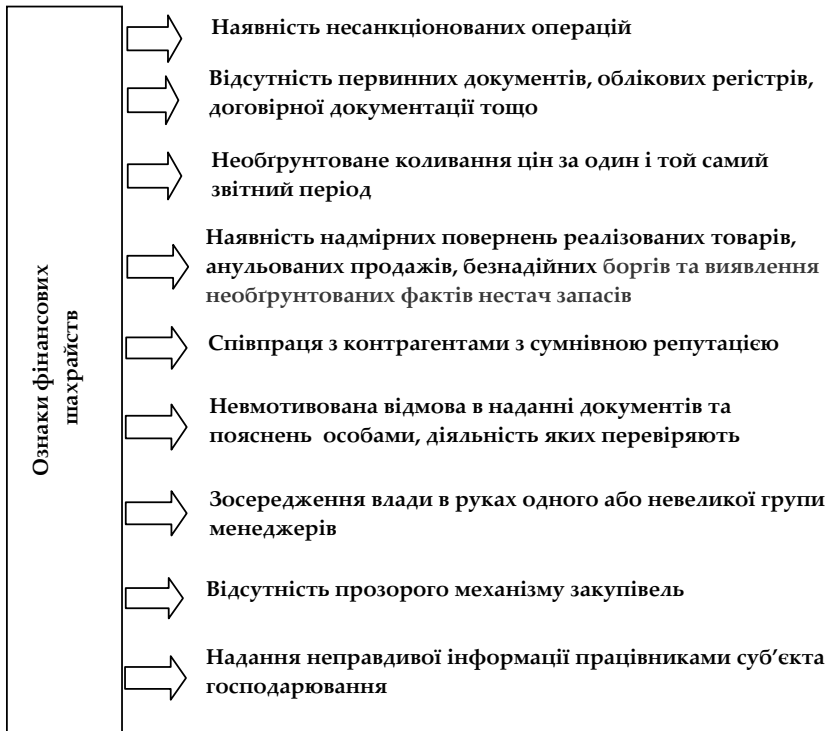 Ознаки фінансових
шахрайств
Наявність несанкціонованих операцій
Відсутність первинних документів, облікових регістрів,
договірної документації тощо
Необґрунтоване коливання цін за один і той самий
звітний період
Наявність надмірних повернень реалізованих товарів,
анульованих продажів, безнадійних боргів та виявлення
необґрунтованих фактів нестач запасів
Співпраця з контрагентами з сумнівною репутацією
Невмотивована відмова в наданні документів та
пояснень особами, діяльність яких перевіряють
Зосередження влади в руках одного або невеликої групи
менеджерів
Відсутність прозорого механізму закупівель
Надання неправдивої інформації працівниками суб’єкта
господарювання